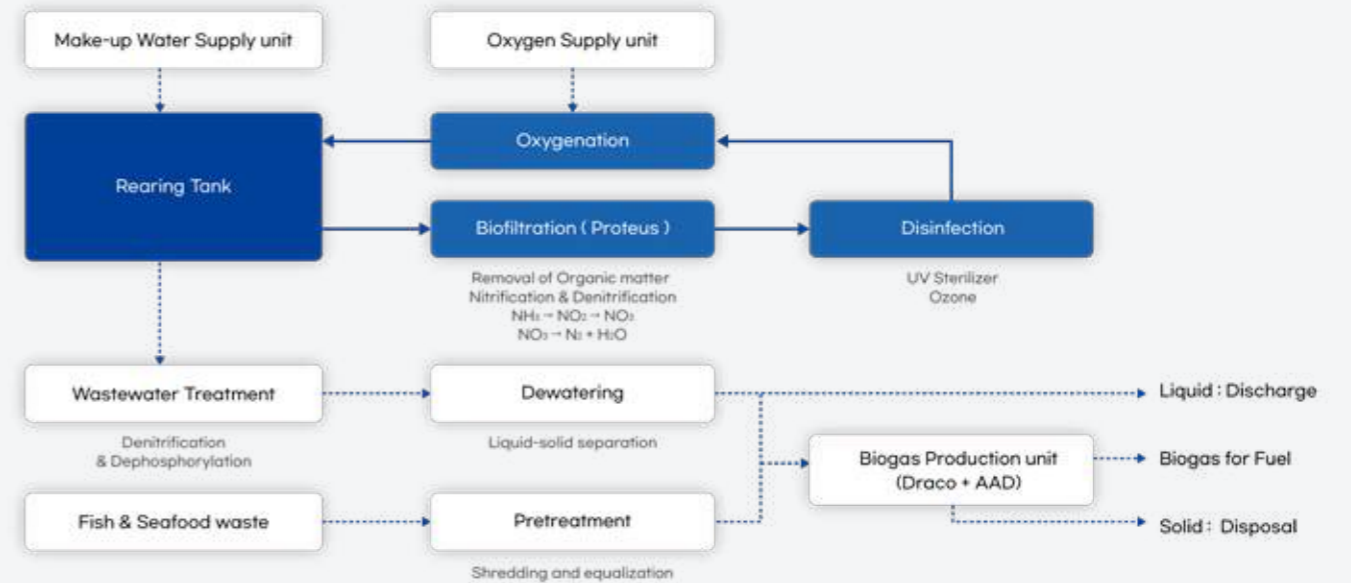 Make-up Water Supply unit
Oxygen Supply unit
Rearing Tank
Oxygenation
Biofiltration ( Proteus )
Disinfection
Removal of Organic matter
Nitrification & Denitrification
NH₃ → NO₂ → NO₃
NO₃ → N₂ + H₂O
UV Sterilizer
Ozone
Wastewater Treatment
Dewatering
Liquid : Discharge
Denitrification
& Dephosphorylation
Liquid-solid separation
Biogas Production unit
(Draco + AAD)
Biogas for Fuel
Fish & Seafood waste
Pretreatment
Solid : Disposal
Shredding and equalization